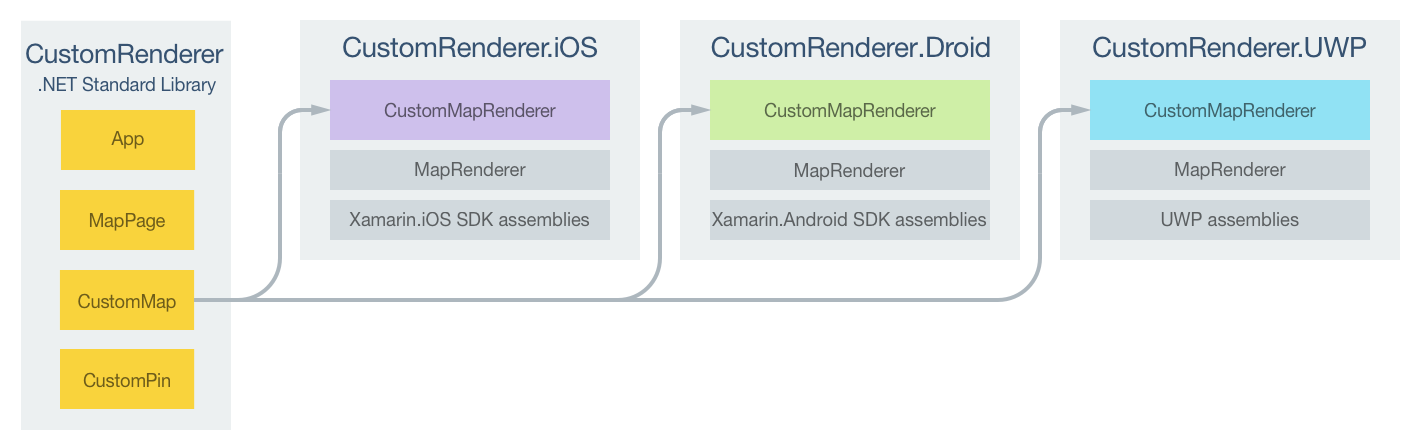 CustomRenderer
.NET Standard Library
App
MapPage
CustomMap
CustomPin
CustomRenderer.iOS
CustomMapRenderer
MapRenderer
Xamarin.iOS SDK assemblies
CustomRenderer.Droid
CustomMapRenderer
MapRenderer
Xamarin.Android SDK assemblies
CustomRenderer.UWP
CustomMapRenderer
MapRenderer
UWP assemblies